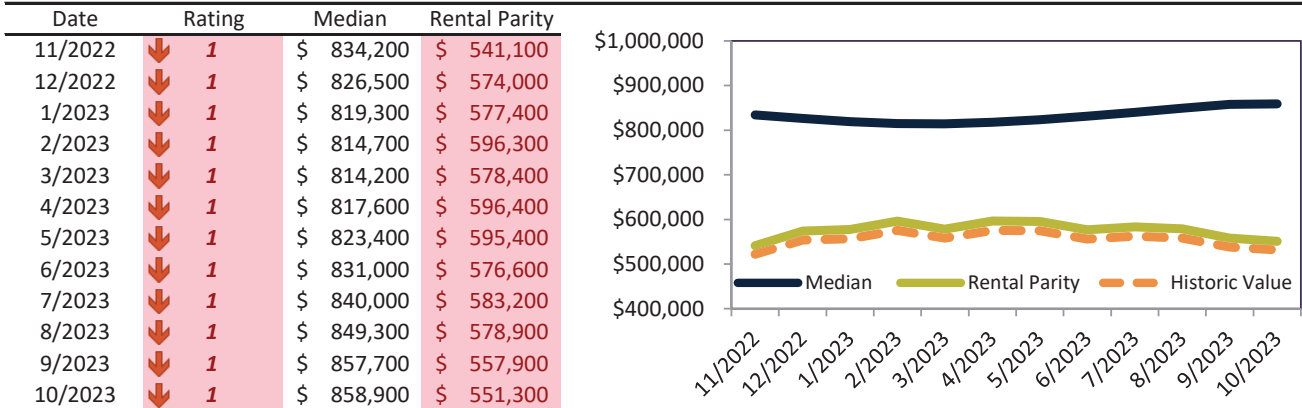 Date Rating Median Rental Parity
11/2022 1 $ 834,200 $ 541,100
12/2022 1 $ 826,500 $ 574,000
1/2023 1 $ 819,300 $ 577,400
2/2023 1 $ 814,700 $ 596,300
3/2023 1 $ 814,200 $ 578,400
4/2023 1 $ 817,600 $ 596,400
5/2023 1 $ 823,400 $ 595,400
6/2023 1 $ 831,000 $ 576,600
7/2023 1 $ 840,000 $ 583,200
8/2023 1 $ 849,300 $ 578,900
9/2023 1 $ 857,700 $ 557,900
10/2023 1 $ 858,900 $ 551,300
$1,000,000
$900,000
$800,000
$700,000
$600,000
$500,000
$400,000
Median Rental Parity Historic Value
11/2022 12/2022 1/2023 2/2023 3/2023 4/2023 5/2023 6/2023 7/2023 8/2023 9/2023 10/2023